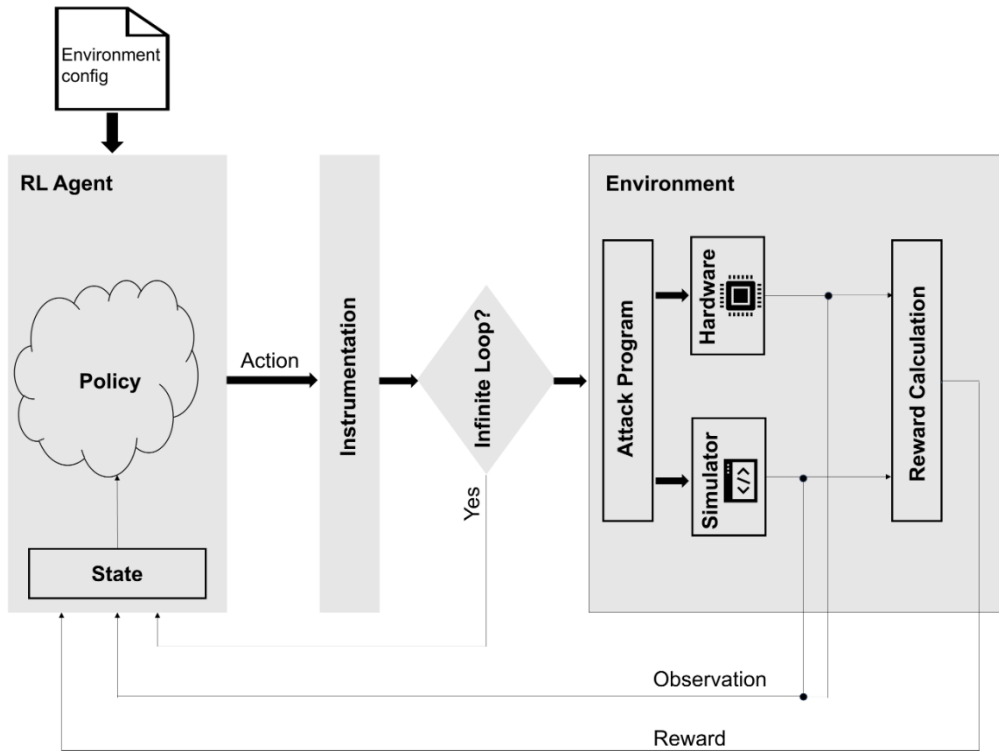 Environment
config
RL Agent
Environment
Policy
State
Action
Instrumentation
Infinite Loop?
Yes
Attack Program
Hardware
Simulator
</>
Reward Calculation
Observation
Reward